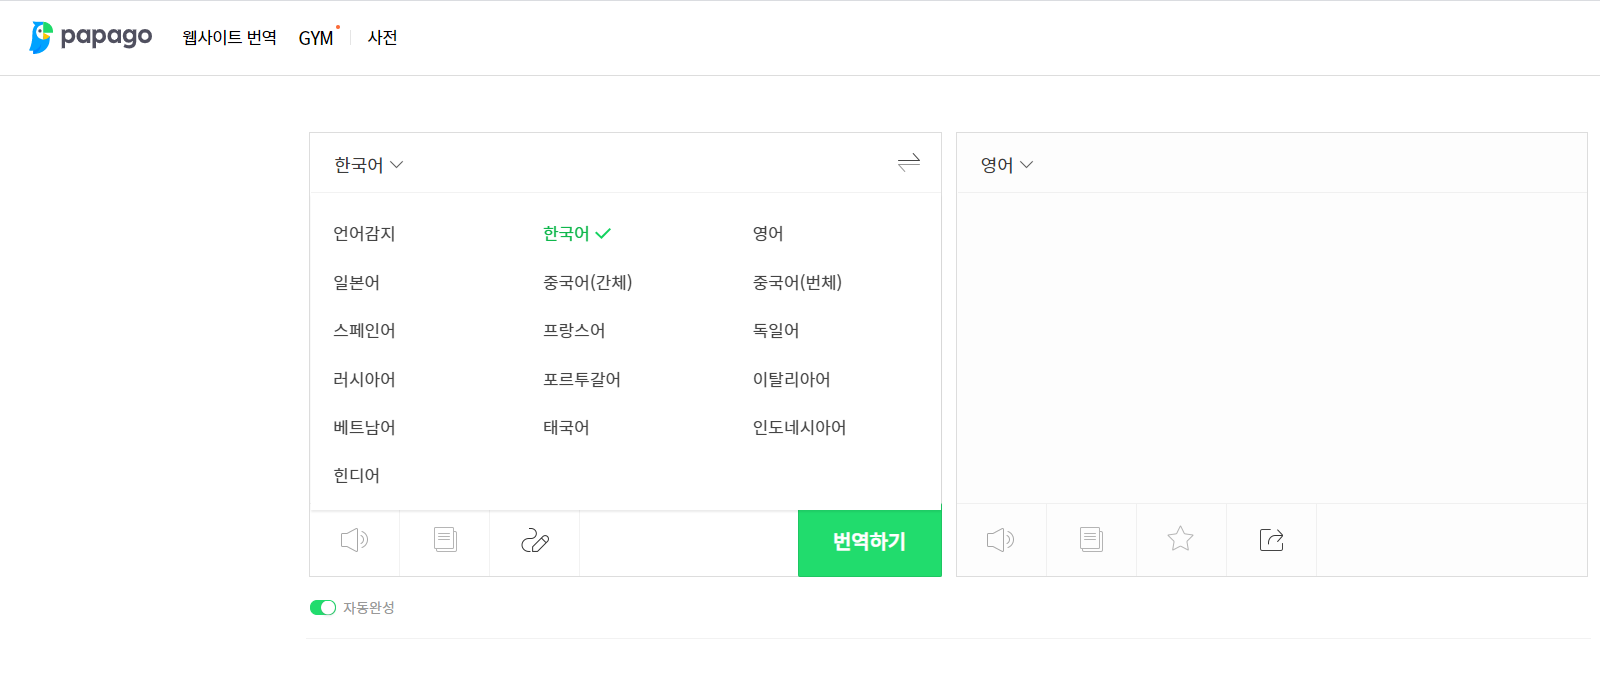 papago 웹사이트 번역 GYM 사전
한국어 영어
언어감지 한국어 영어
일본어 중국어(간체) 중국어(번체)
스페인어 프랑스어 독일어
러시아어 포르투갈어 이탈리아어
베트남어 태국어 인도네시아어
힌디어
번역하기
자동완성